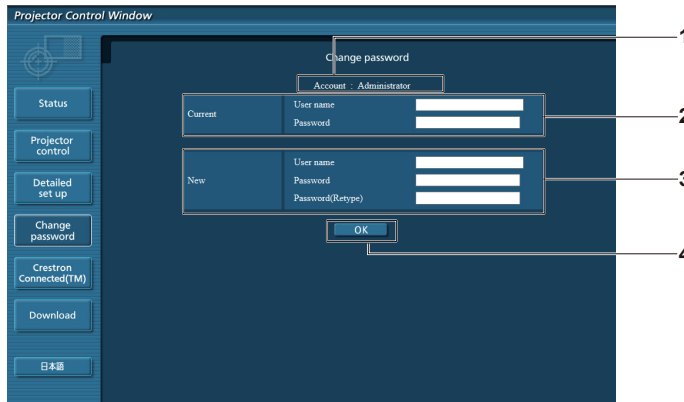 Projector Control Window
1
Change password
Account : Administrator
Status
Current
User name
Password
2
Projector
control
New
User name
Password
Password(Retype)
3
Detailed
set up
Change
password
OK
4
Crestron
Connected(TM)
Download
日本語